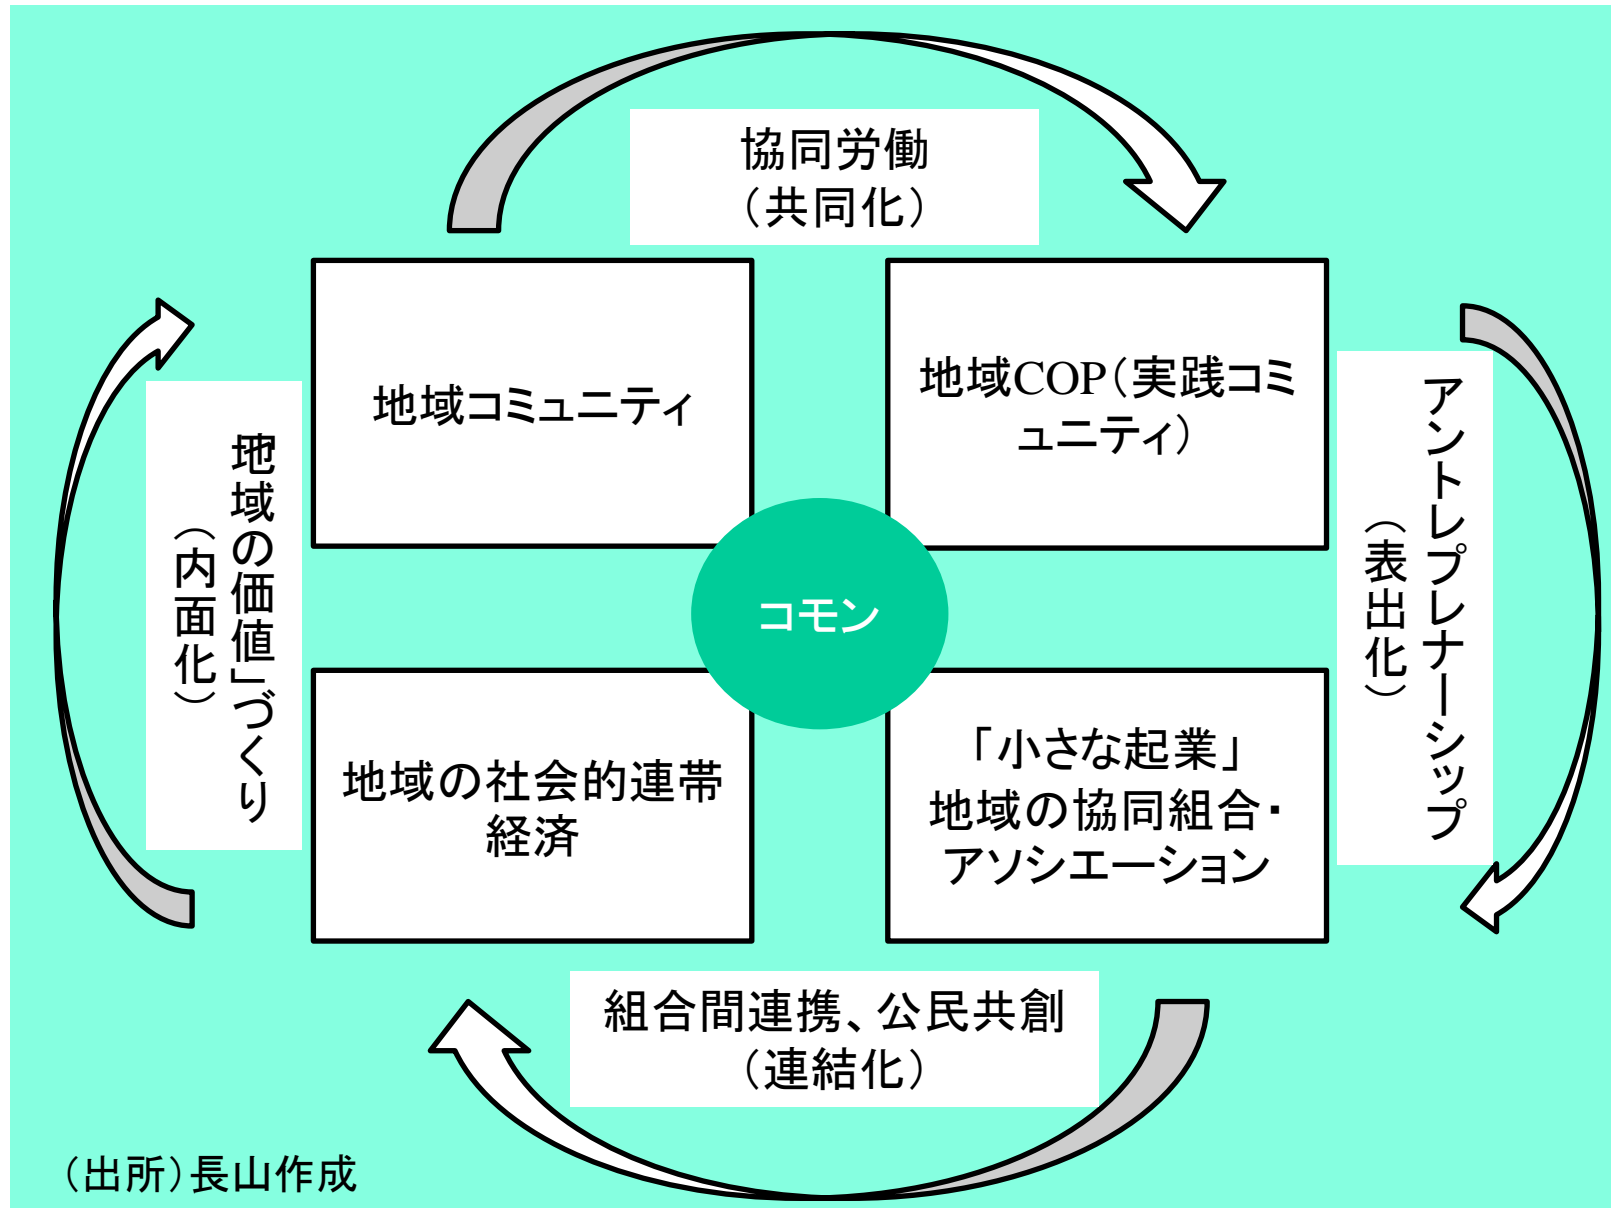 協同労働
（共同化）
地域コミュニティ
地域COP（実践コミ
ュニティ）
アントレプレナーシップ
（表出化）
地域の価値」づくり
（内面化）
コモン
地域の社会的連帯
経済
「小さな起業」
地域の協同組合・
アソシエーション
組合間連携、公民共創
（連結化）
（出所）長山作成